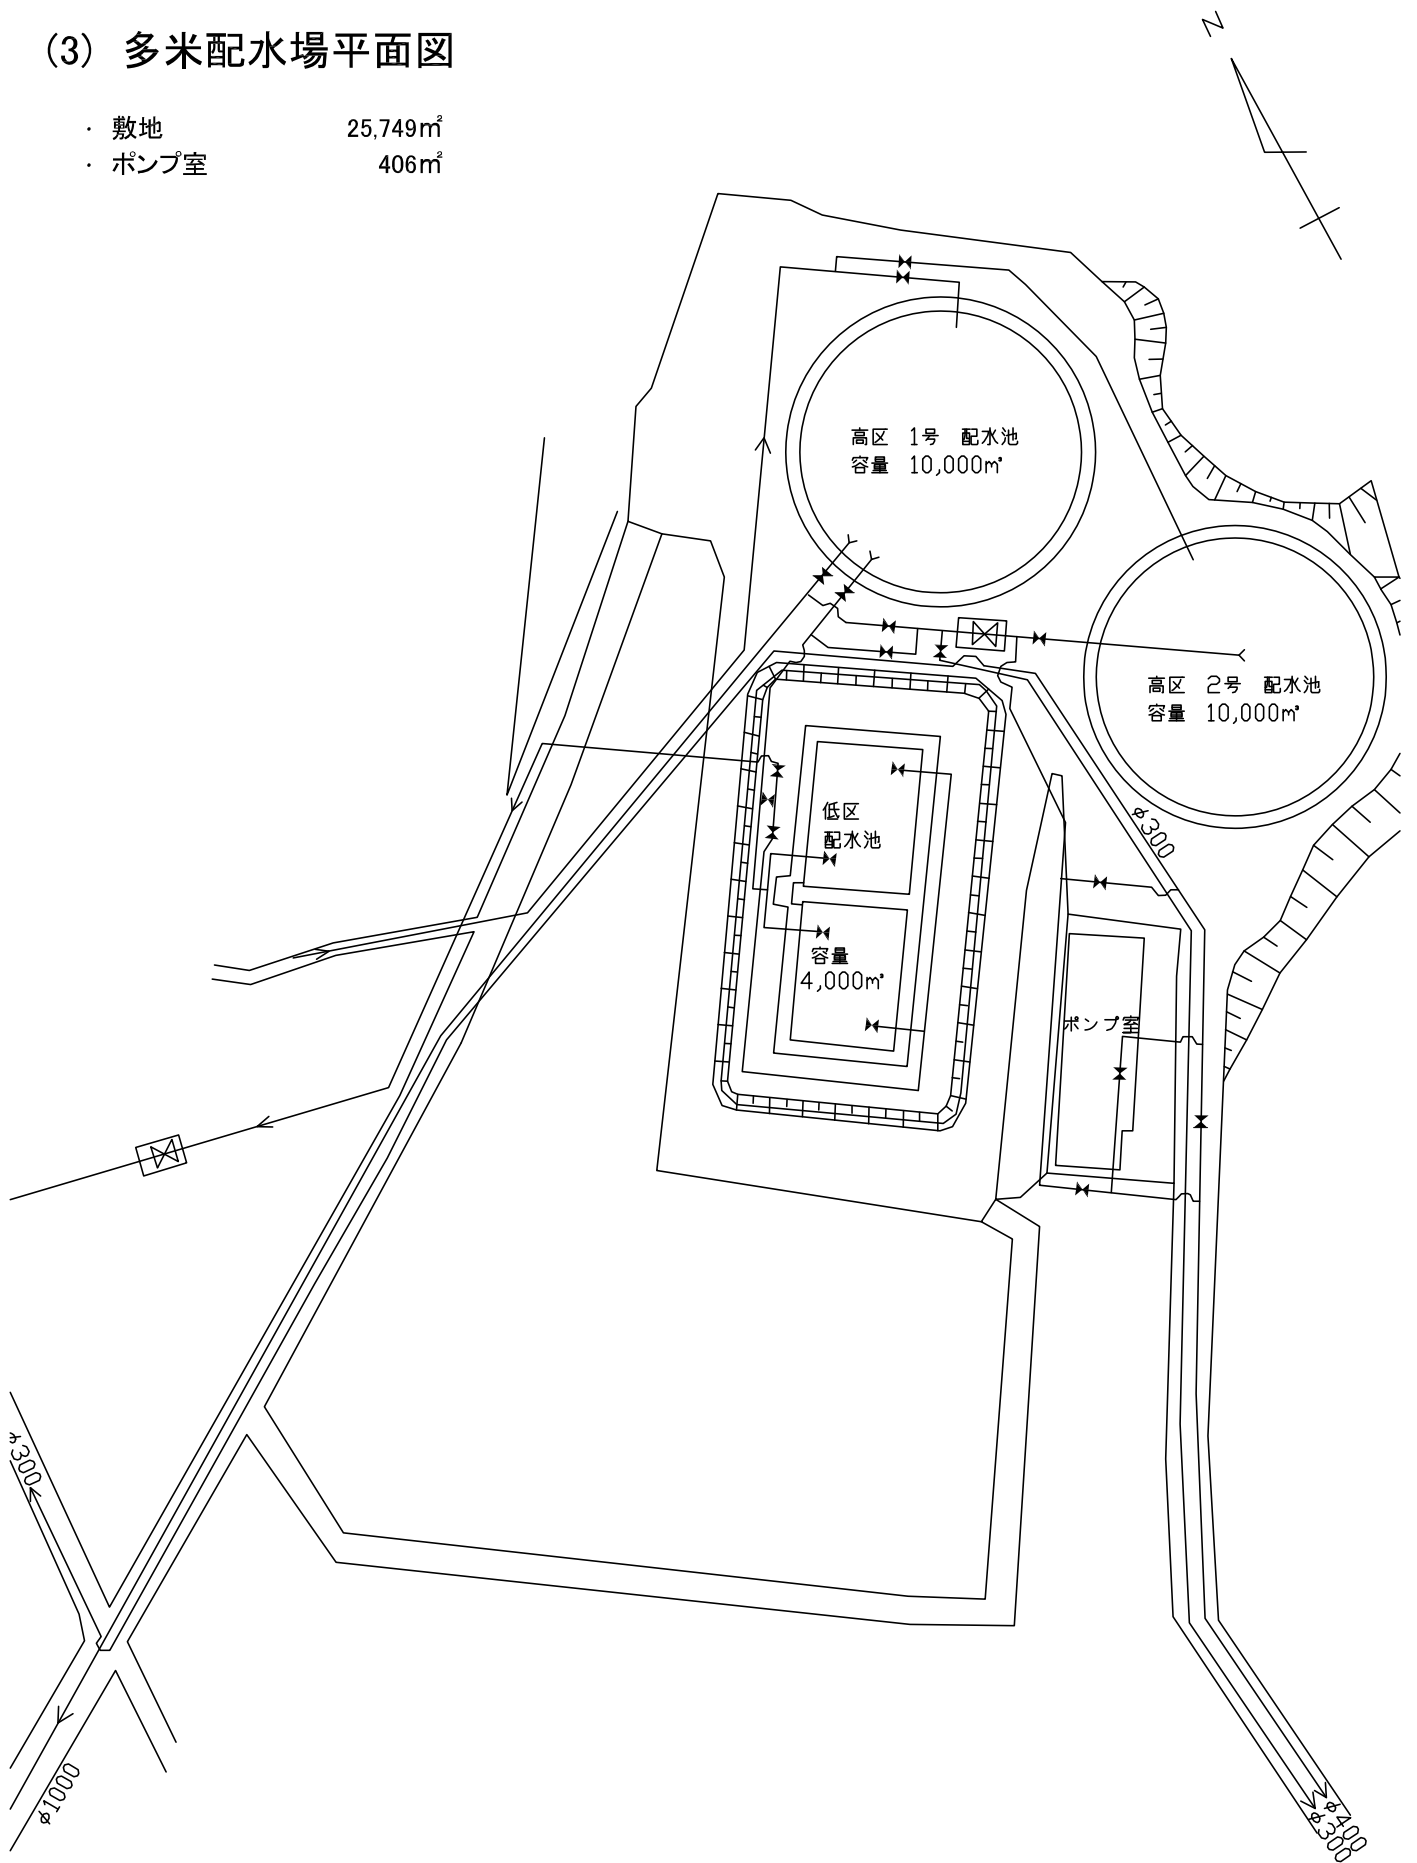 (3) 多米配水場平面図
・ 敷地 25,749㎡
・ ポンプ室 406㎡
N
高区 1号 配水池
容量 10,000m³
高区 2号 配水池
容量 10,000m³
φ300
低区
配水池
容量
4,000m³
ポンプ室
φ300
φ1000
φ400
φ300